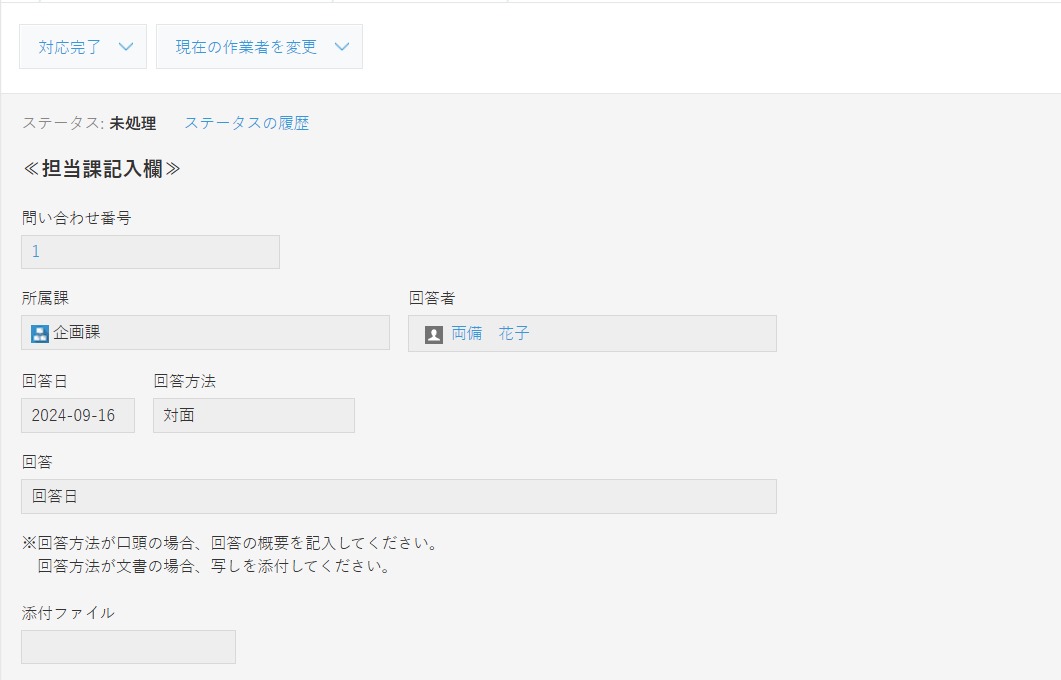 対応完了 現在の作業者を変更
ステータス: 未処理 ステータスの履歴
≪担当課記入欄≫
問い合わせ番号
1
所属課 回答者
企画課 両備　花子
回答日 回答方法
2024-09-16 対面
回答
回答日
※回答方法が口頭の場合、回答の概要を記入してください。
回答方法が文書の場合、写しを添付してください。
添付ファイル